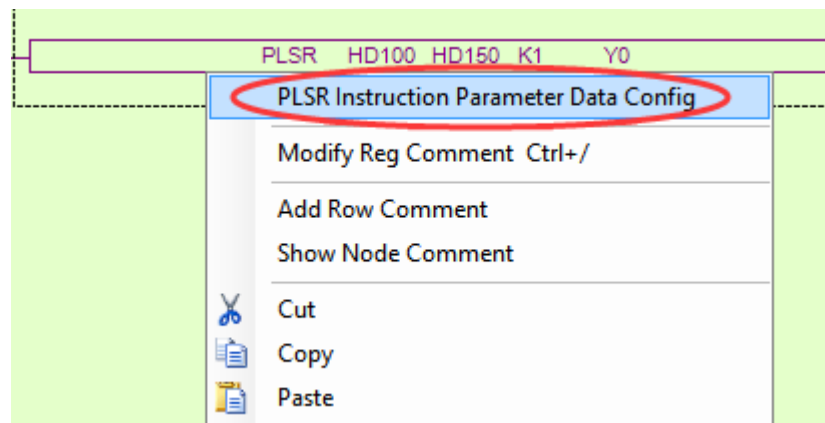 PLSR HD100 HD150 K1 Y0
PLSR Instruction Parameter Data Config
Modify Reg Comment Ctrl+/
Add Row Comment
Show Node Comment
Cut
Copy
Paste